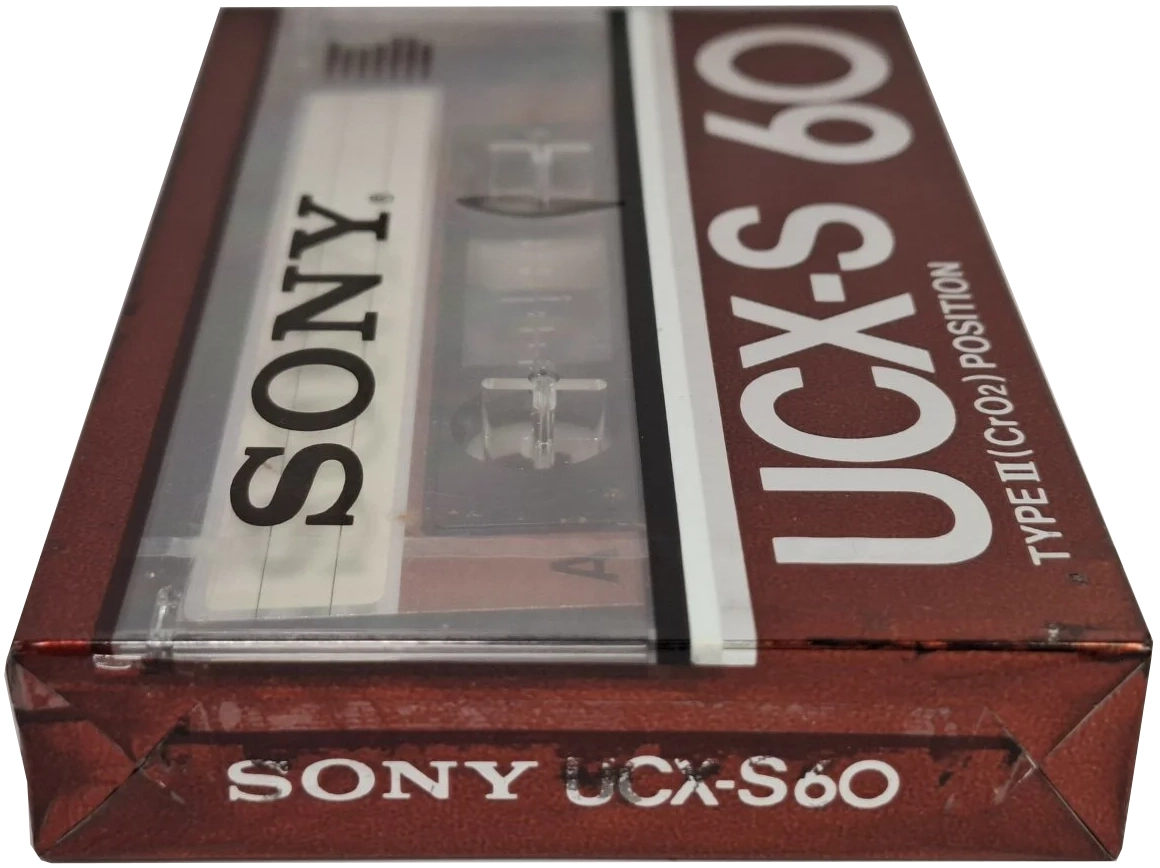 SONY®
A
UCX-S 60
TYPE II (CrO2) POSITION
SONY UCX-S60